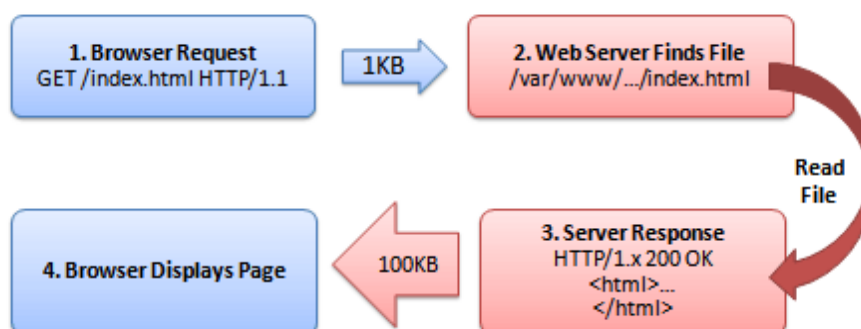 1. Browser Request
GET /index.html HTTP/1.1
1KB
2. Web Server Finds File
/var/www/.../index.html
Read
File
3. Server Response
HTTP/1.x 200 OK
<html>...
</html>
100KB
4. Browser Displays Page